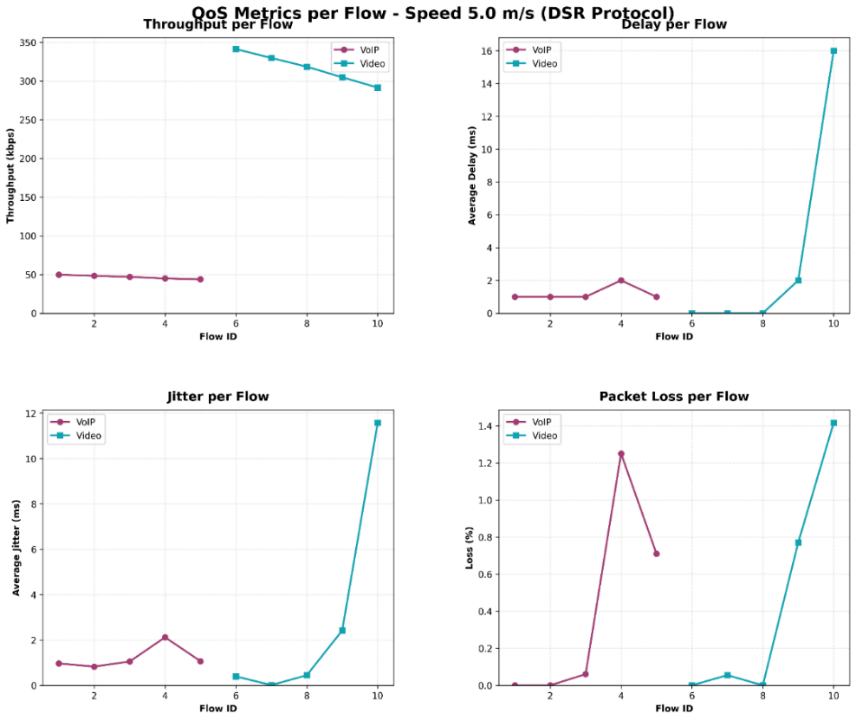 QoS Metrics per Flow - Speed 5.0 m/s (DSR Protocol)
Throughput per Flow
Throughput (kbps)
350
300
250
200
150
100
50
0
VoIP
Video
2 4 6 8 10
Flow ID
Delay per Flow
Average Delay (ms)
16
14
12
10
8
6
4
2
0
VoIP
Video
2 4 6 8 10
Flow ID
Jitter per Flow
Average Jitter (ms)
12
10
8
6
4
2
0
VoIP
Video
2 4 6 8 10
Flow ID
Packet Loss per Flow
Loss (%)
1.4
1.2
1.0
0.8
0.6
0.4
0.2
0.0
VoIP
Video
2 4 6 8 10
Flow ID